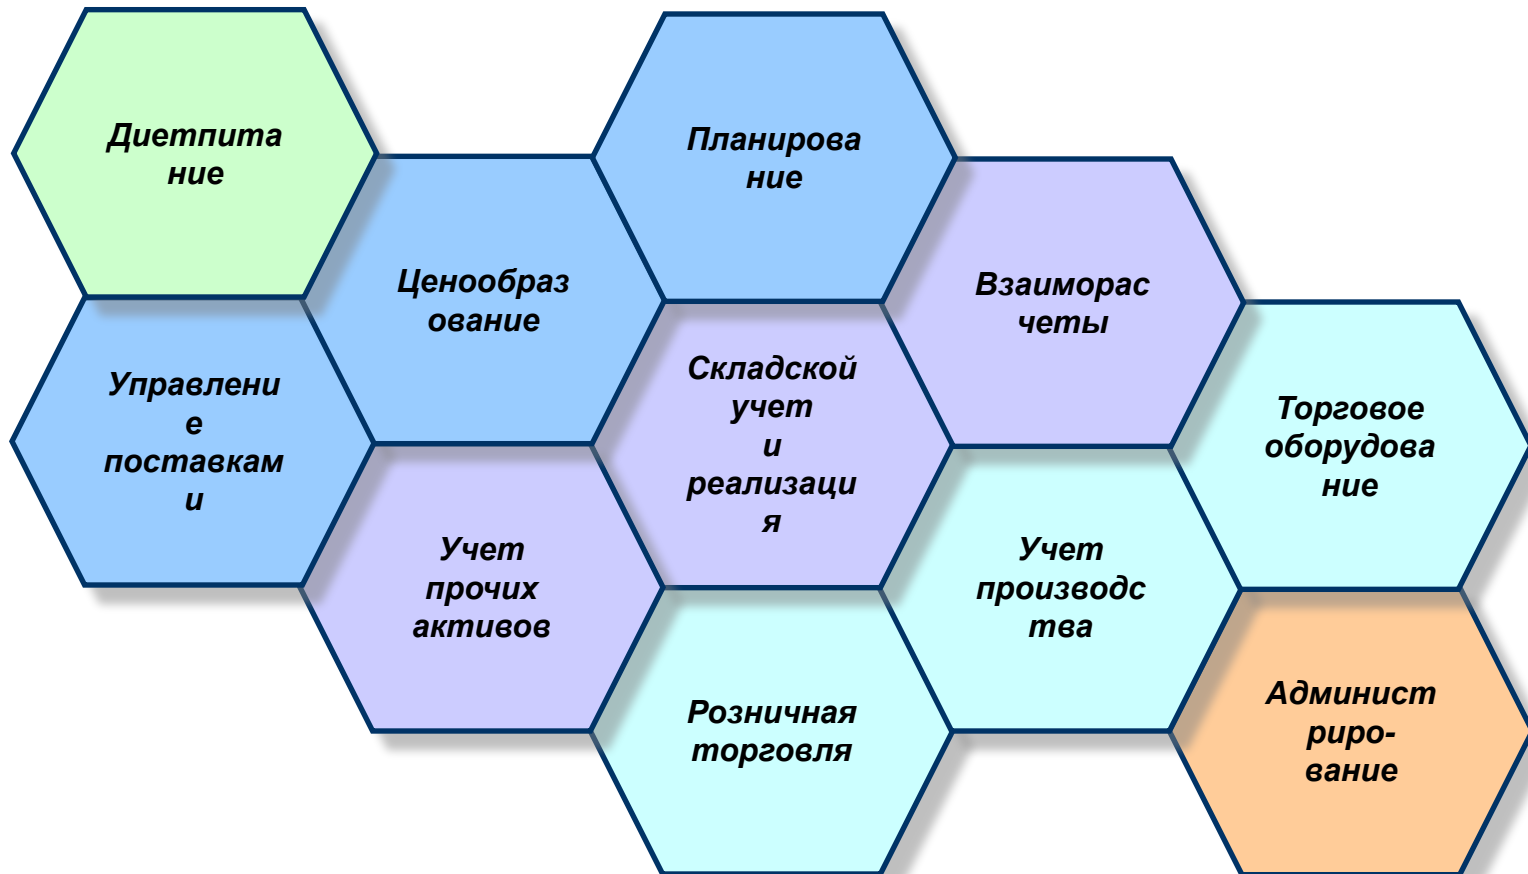 Диетпита
ние
Планирова
ние
Ценообраз
ование
Взаиморас
четы
Управлени
е
поставкам
и
Складской
учет
и
реализаци
я
Торговое
оборудова
ние
Учет
прочих
активов
Учет
производс
тва
Розничная
торговля
Админист
риро-
вание